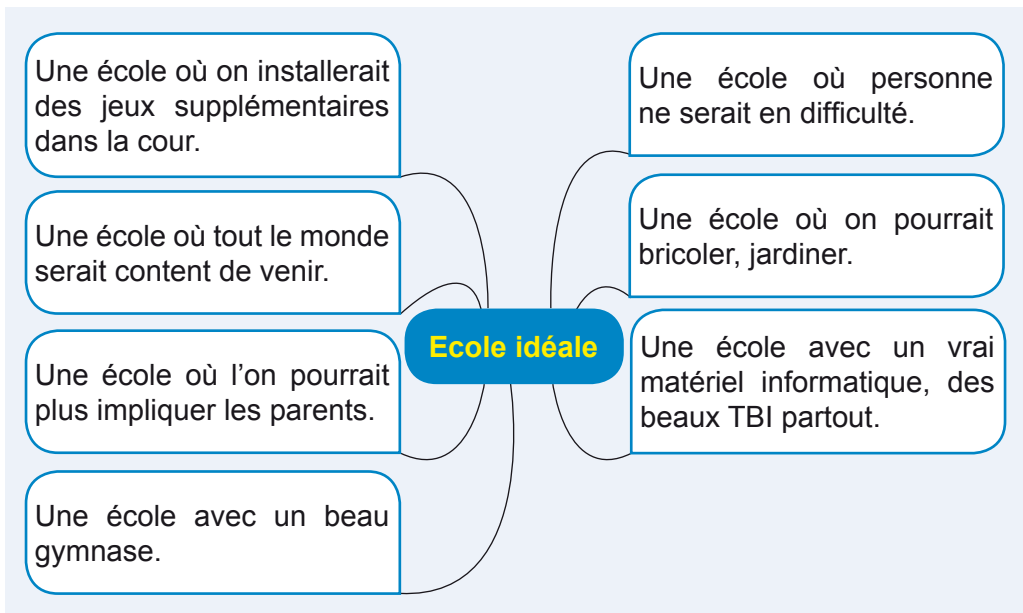 Une école où on installerait
des jeux supplémentaires
dans la cour.
Une école où tout le monde
serait content de venir.
Une école où l'on pourrait
plus impliquer les parents.
Une école avec un beau
gymnase.
Ecole idéale
Une école où personne
ne serait en difficulté.
Une école où on pourrait
bricoler, jardiner.
Une école avec un vrai
matériel informatique, des
beaux TBI partout.